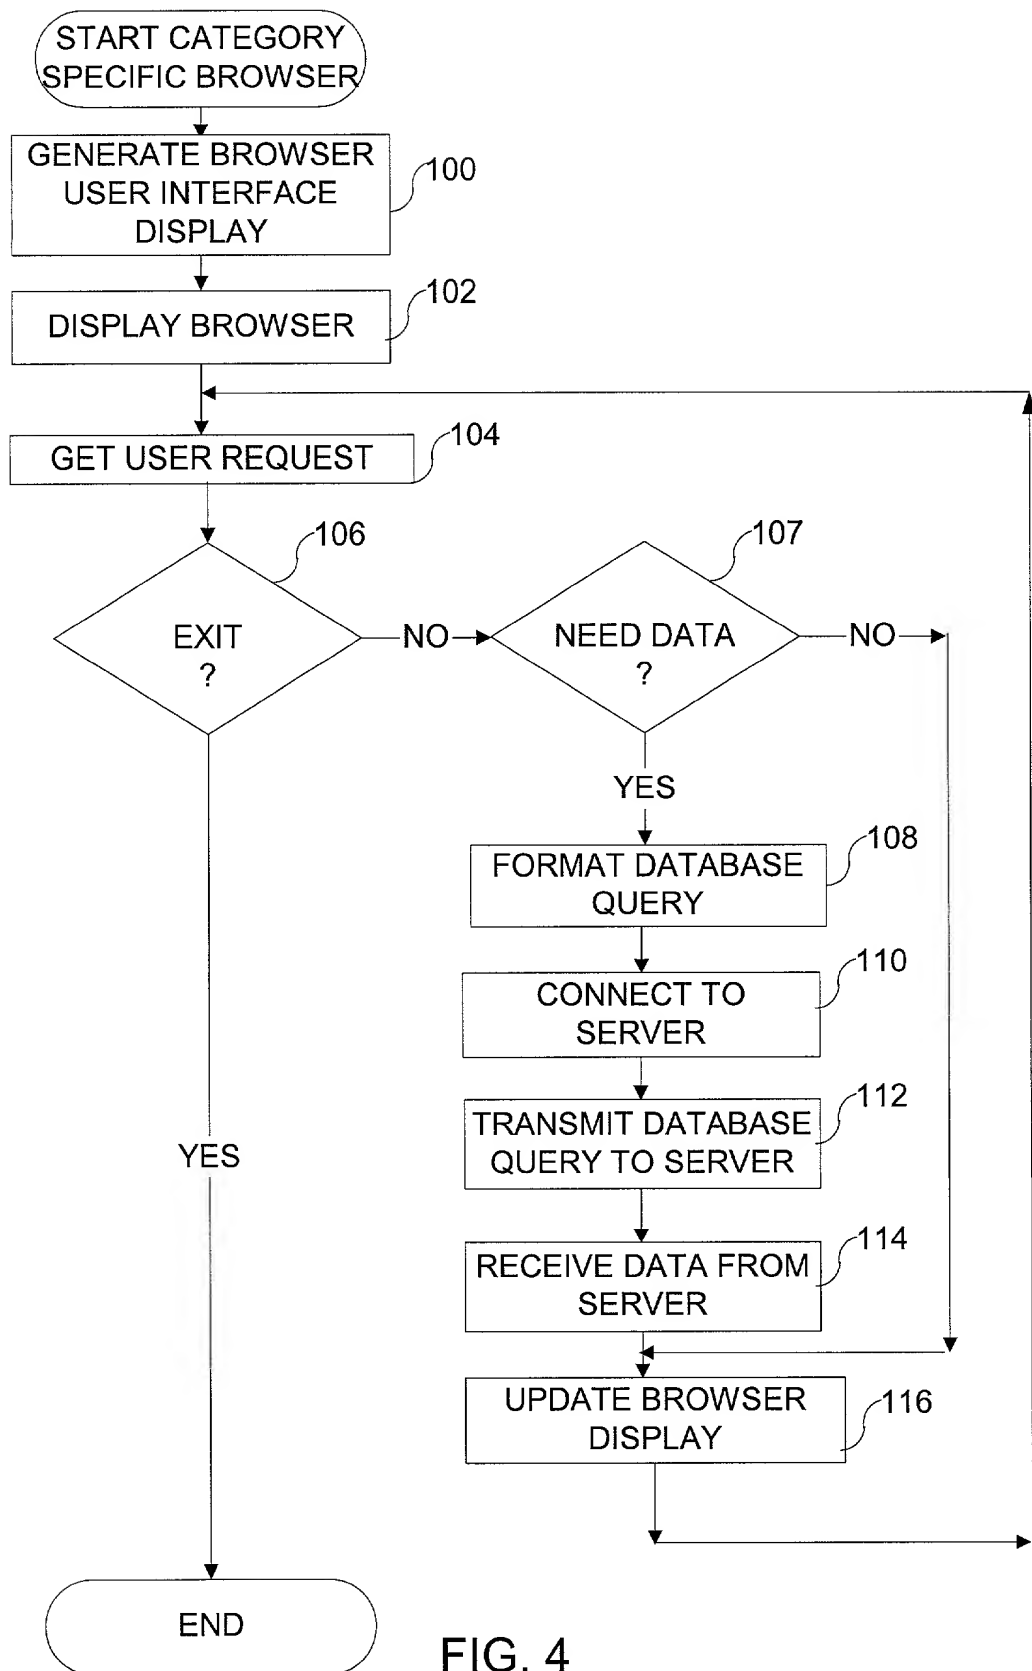 START CATEGORY
SPECIFIC BROWSER
GENERATE BROWSER
USER INTERFACE
DISPLAY
100
DISPLAY BROWSER
102
GET USER REQUEST
104
106
EXIT
?
NO
107
NEED DATA
?
NO
YES
108
FORMAT DATABASE
QUERY
110
CONNECT TO
SERVER
112
TRANSMIT DATABASE
QUERY TO SERVER
YES
114
RECEIVE DATA FROM
SERVER
UPDATE BROWSER
DISPLAY
116
END
FIG. 4